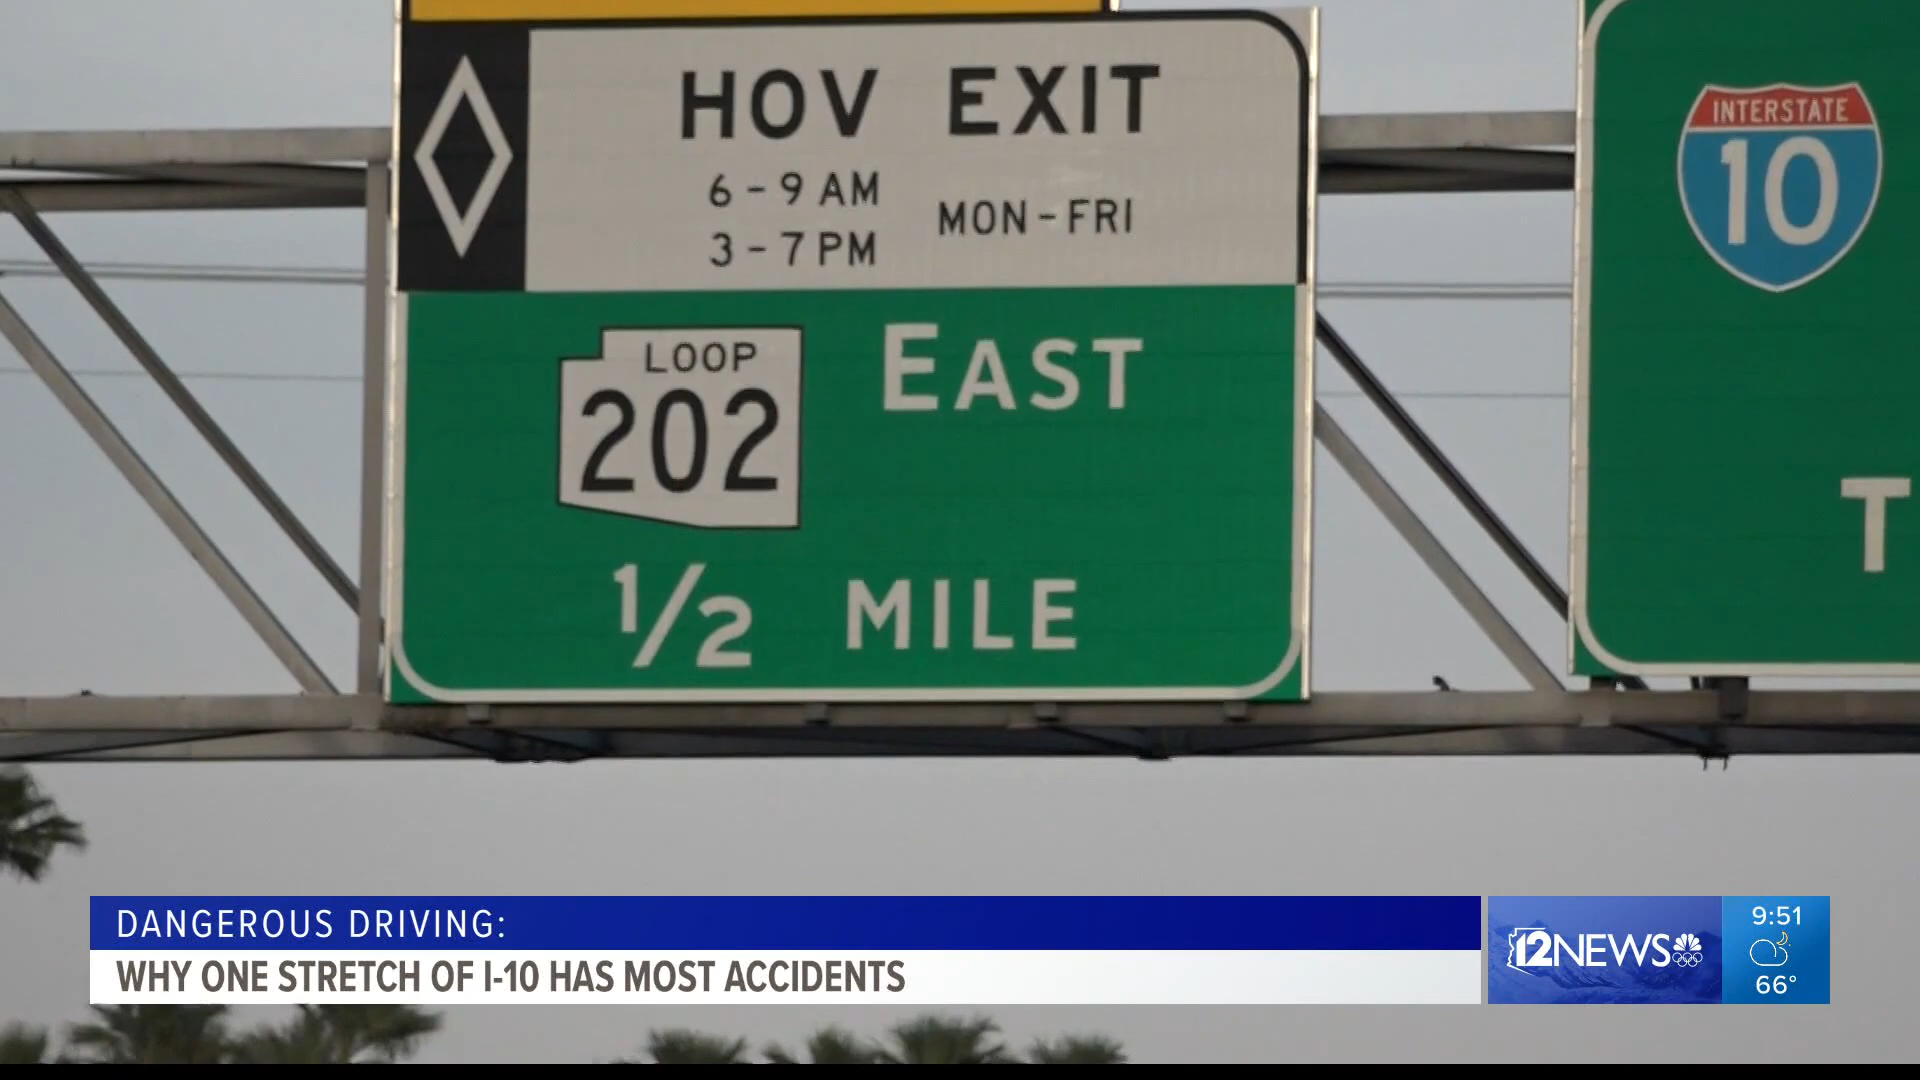 HOV EXIT
6 - 9 AM
3 - 7 PM
MON - FRI
LOOP
202
EAST
1/2 MILE
INTERSTATE
10
T
DANGEROUS DRIVING:
WHY ONE STRETCH OF I-10 HAS MOST ACCIDENTS
12NEWS
9:51
66°